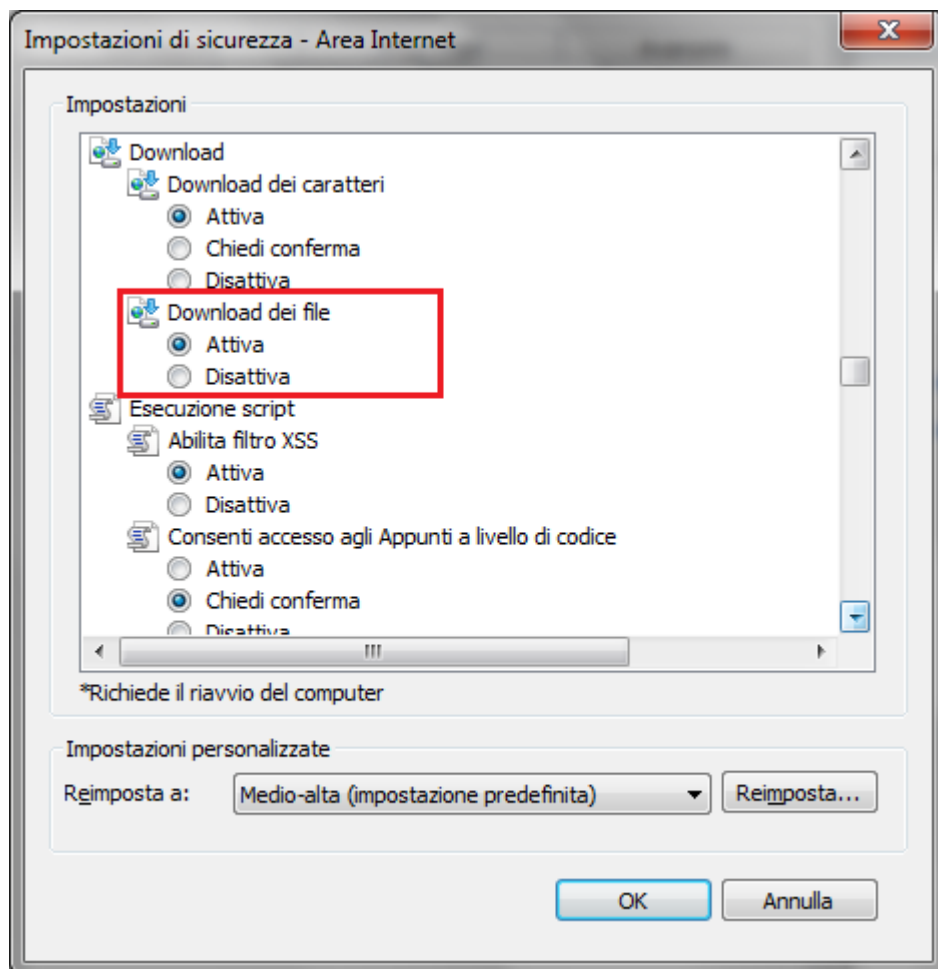 Impostazioni di sicurezza - Area Internet
Impostazioni
Download
Download dei caratteri
Attiva
Chiedi conferma
Disattiva
Download dei file
Attiva
Disattiva
Esecuzione script
Abilita filtro XSS
Attiva
Disattiva
Consenti accesso agli Appunti a livello di codice
Attiva
Chiedi conferma
Disattiva
*Richiede il riavvio del computer
Impostazioni personalizzate
Reimposta a: Medio-alta (impostazione predefinita) Reimposta...
OK Annulla